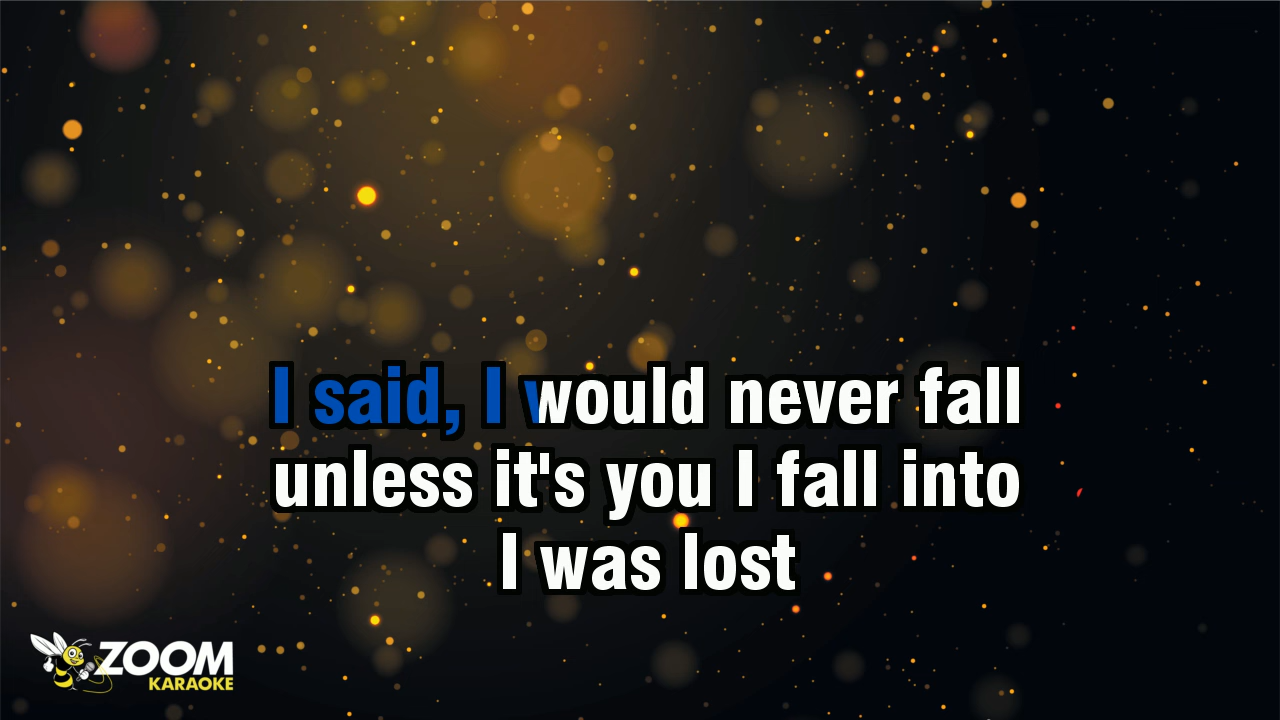 I said, I would never fall
unless it's you I fall into
I was lost
ZOOM
KARAOKE